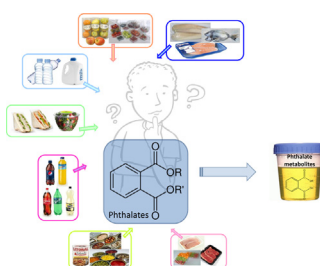 ?
?
O
OR
OR'
O
Phthalates
Phthalate
metabolites